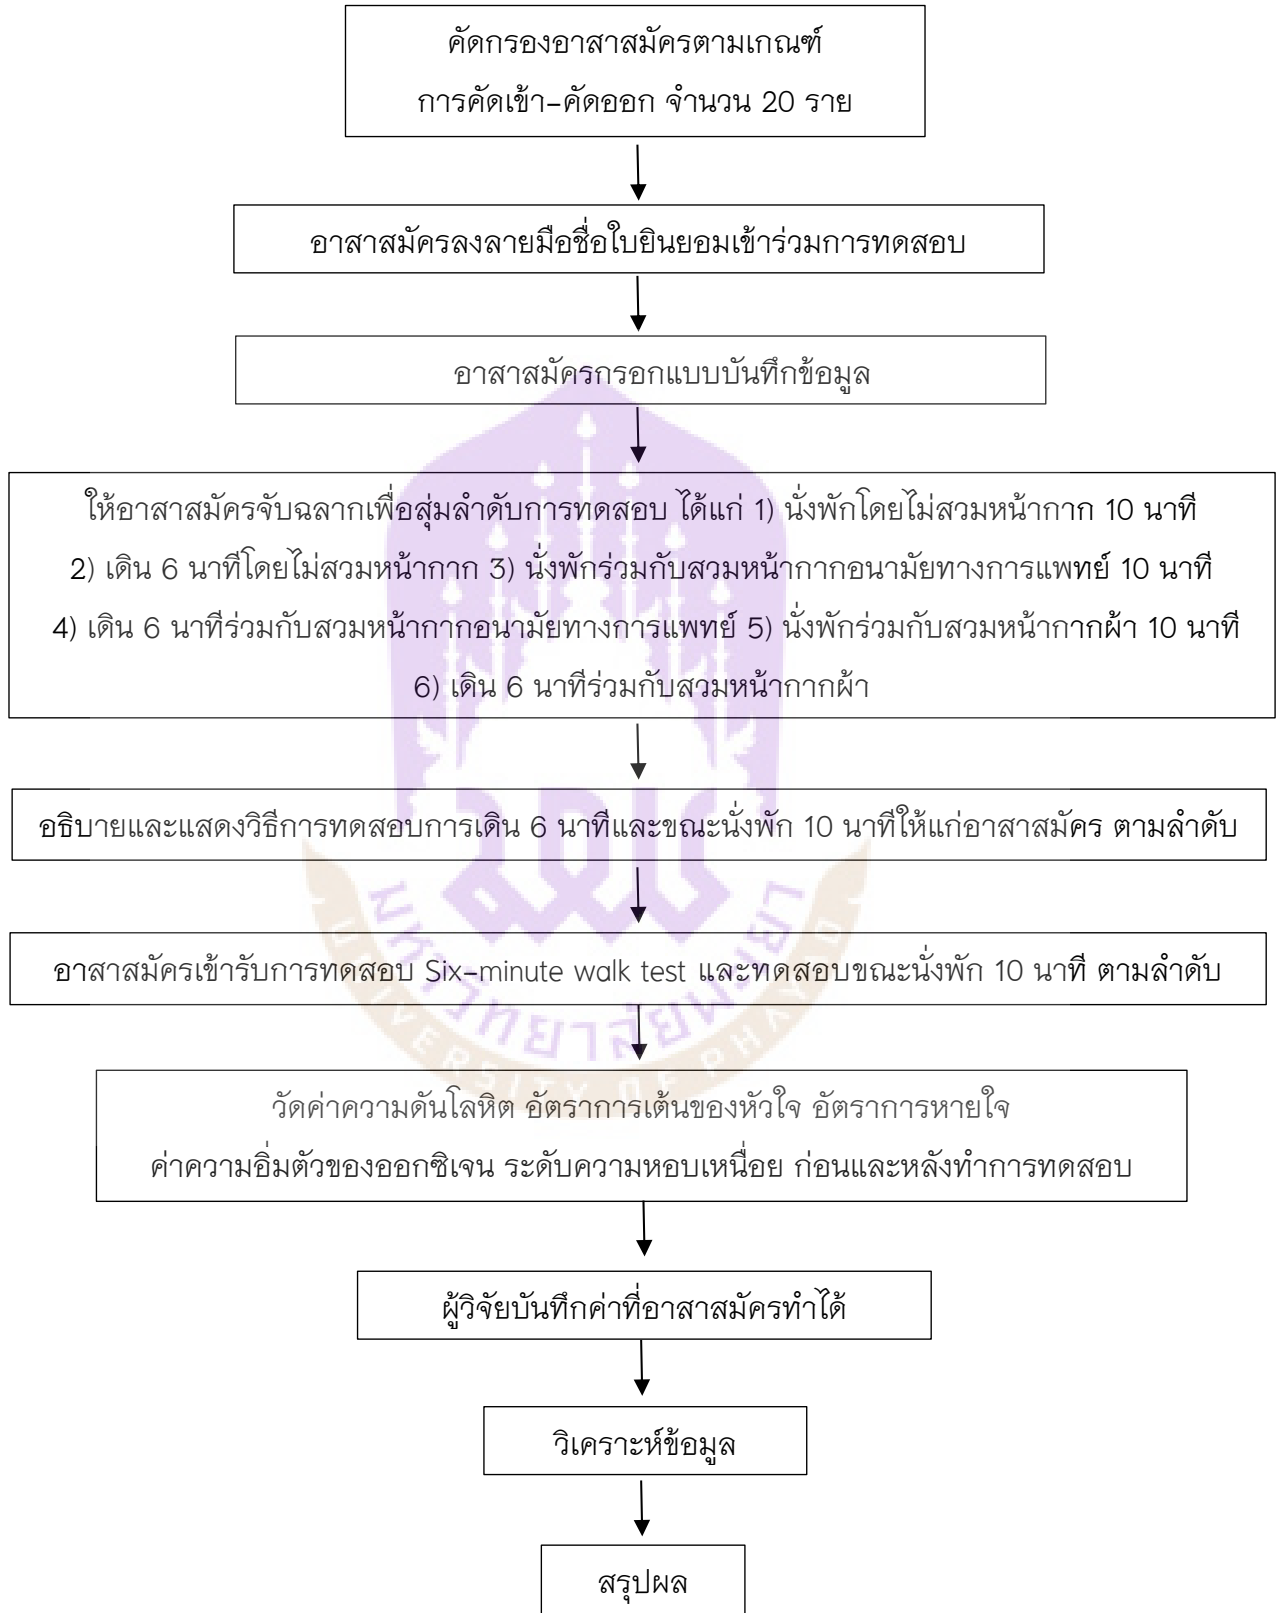 คัดกรองอาสาสมัครตามเกณฑ์
การคัดเข้า-คัดออก จำนวน 20 ราย
อาสาสมัครลงลายมือชื่อใบยินยอมเข้าร่วมการทดสอบ
อาสาสมัครกรอกแบบบันทึกข้อมูล
ให้อาสาสมัครจับฉลากเพื่อสุ่มลำดับการทดสอบ ได้แก่ 1) นั่งพักโดยไม่สวมหน้ากาก 10 นาที
2) เดิน 6 นาทีโดยไม่สวมหน้ากาก 3) นั่งพักร่วมกับสวมหน้ากากอนามัยทางการแพทย์ 10 นาที
4) เดิน 6 นาทีร่วมกับสวมหน้ากากอนามัยทางการแพทย์ 5) นั่งพักร่วมกับสวมหน้ากากผ้า 10 นาที
6) เดิน 6 นาทีร่วมกับสวมหน้ากากผ้า
อธิบายและแสดงวิธีการทดสอบการเดิน 6 นาทีและขณะนั่งพัก 10 นาทีให้แก่อาสาสมัคร ตามลำดับ
อาสาสมัครเข้ารับการทดสอบ Six-minute walk test และทดสอบขณะนั่งพัก 10 นาที ตามลำดับ
มหาวิทยาลัยพะเยา
UNIVERSITY OF PHAYAO
วัดค่าความดันโลหิต อัตราการเต้นของหัวใจ อัตราการหายใจ
ค่าความอิ่มตัวของออกซิเจน ระดับความหอบเหนื่อย ก่อนและหลังทำการทดสอบ
ผู้วิจัยบันทึกค่าที่อาสาสมัครทำได้
วิเคราะห์ข้อมูล
สรุปผล